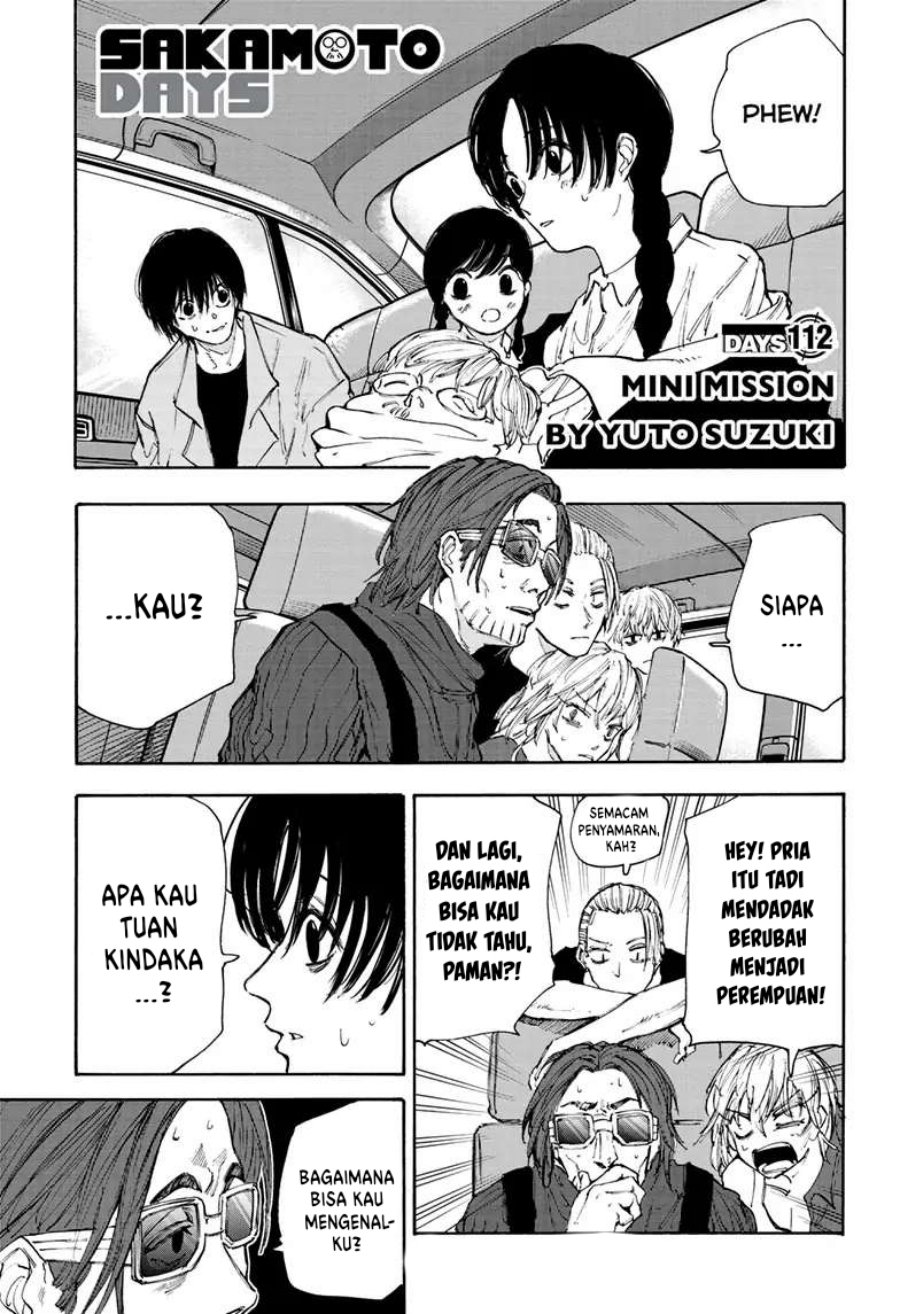 SAKAMOTO
DAYS
PHEW!
DAYS 112
MINI MISSION
BY YUTO SUZUKI
SIAPA
...
...KAU?
HEY! PRIA
ITU TADI
MENDADAK
BERUBAH
MENJADI
PEREMPUAN!
SEMACAM
PENYAMARAN,
KAH?
DAN LAGI,
BAGAIMANA
BISA KAU
TIDAK TAHU,
PAMAN?!
APA KAU
TUAN
KINDAKA
...?
BAGAIMANA
BISA KAU
MENGENAL-
KU?